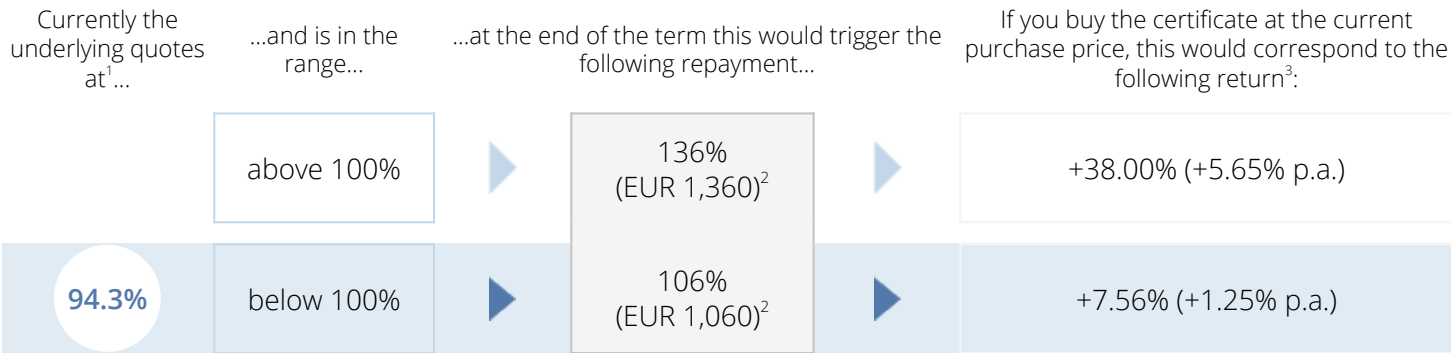 Currently the
underlying quotes
at¹...
...and is in the
range...
...at the end of the term this would trigger the
following repayment...
If you buy the certificate at the current
purchase price, this would correspond to the
following return³:
above 100%
136%
(EUR 1,360)²
+38.00% (+5.65% p.a.)
94.3%
below 100%
106%
(EUR 1,060)²
+7.56% (+1.25% p.a.)